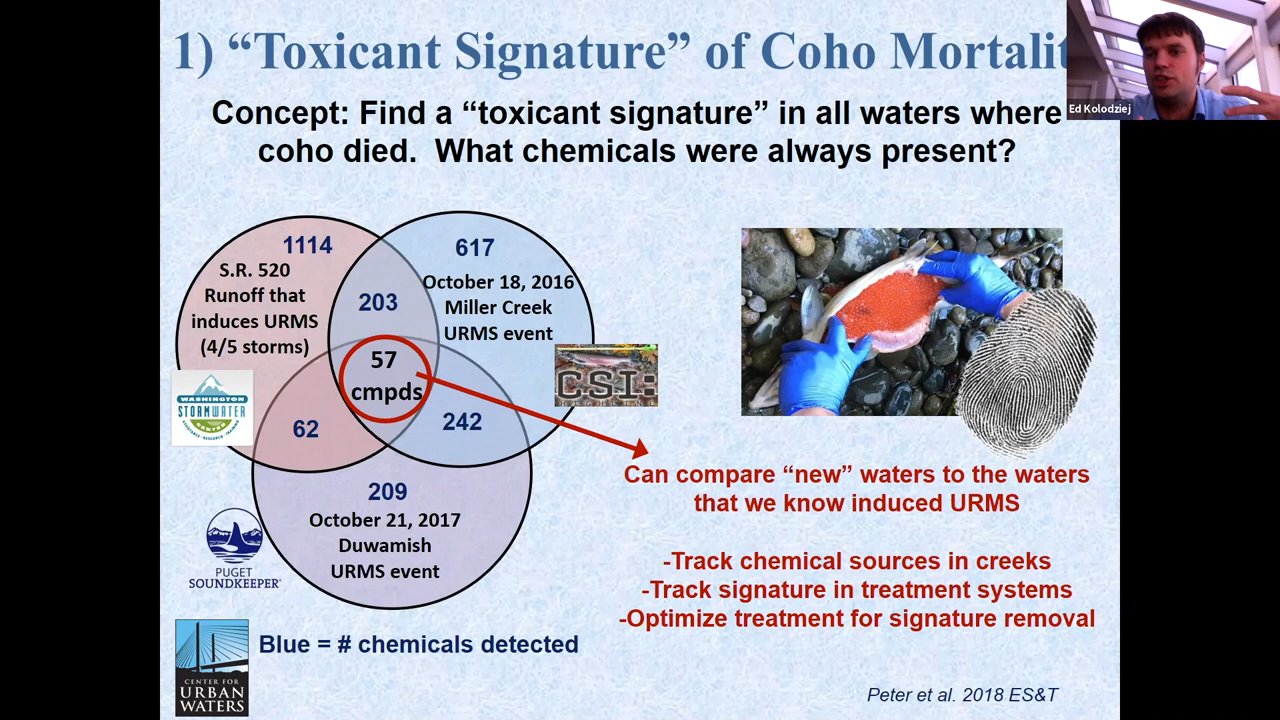 1) “Toxicant Signature” of Coho Mortalit
Ed Kolodziej
Concept: Find a “toxicant signature” in all waters where
coho died. What chemicals were always present?
1114
S.R. 520
Runoff that
induces URMS
(4/5 storms)
617
October 18, 2016
Miller Creek
URMS event
203
57
cmpds
62
242
209
October 21, 2017
Duwamish
URMS event
WASHINGTON
STORMWATER
CENTER
CSI:
PUGET
SOUNDKEEPER
Can compare “new” waters to the waters
that we know induced URMS
-Track chemical sources in creeks
-Track signature in treatment systems
-Optimize treatment for signature removal
CENTER FOR
URBAN
WATERS
Blue = # chemicals detected
Peter et al. 2018 ES&T